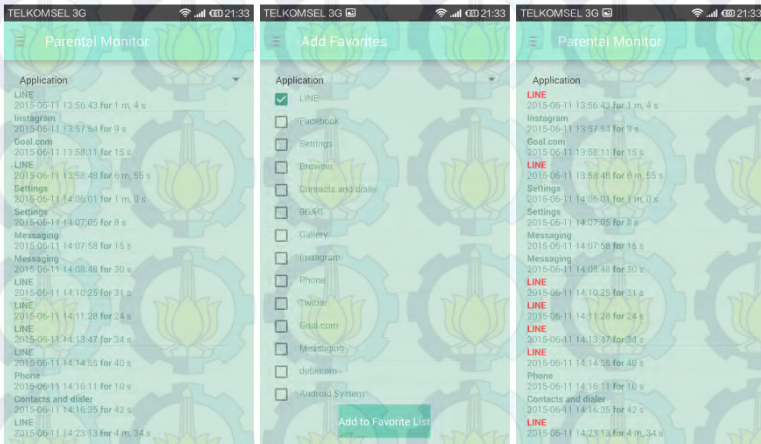 TELKOMSEL 3G 21:33
Parental Monitor
Application
LINE
2015-06-11 13:56:43 for 1 m, 4 s
Instagram
2015-06-11 13:57:54 for 9 s
Goal.com
2015-06-11 13:58:11 for 15 s
LINE
2015-06-11 13:58:48 for 6 m, 55 s
Settings
2015-06-11 14:06:01 for 1 m, 0 s
Settings
2015-06-11 14:07:05 for 8 s
Messaging
2015-06-11 14:07:58 for 15 s
Messaging
2015-06-11 14:08:48 for 30 s
LINE
2015-06-11 14:10:25 for 31 s
LINE
2015-06-11 14:11:28 for 24 s
LINE
2015-06-11 14:13:47 for 34 s
LINE
2015-06-11 14:14:56 for 40 s
Phone
2015-06-11 14:16:11 for 10 s
Contacts and dialer
2015-06-11 14:16:35 for 42 s
LINE
2015-06-11 14:23:13 for 4 m, 34 s
TELKOMSEL 3G 21:33
Add Favorites
Application
LINE
Facebook
Settings
Browser
Contacts and dialer
9GAG
Gallery
Instagram
Phone
Twitter
Goal.com
Messaging
detikcom
Android System
Add to Favorite List
TELKOMSEL 3G 21:33
Parental Monitor
Application
LINE
2015-06-11 13:56:43 for 1 m, 4 s
Instagram
2015-06-11 13:57:54 for 9 s
Goal.com
2015-06-11 13:58:11 for 15 s
LINE
2015-06-11 13:58:48 for 6 m, 55 s
Settings
2015-06-11 14:06:01 for 1 m, 0 s
Settings
2015-06-11 14:07:05 for 8 s
Messaging
2015-06-11 14:07:58 for 15 s
Messaging
2015-06-11 14:08:48 for 30 s
LINE
2015-06-11 14:10:25 for 31 s
LINE
2015-06-11 14:11:28 for 24 s
LINE
2015-06-11 14:13:47 for 34 s
LINE
2015-06-11 14:14:56 for 40 s
Phone
2015-06-11 14:16:11 for 10 s
Contacts and dialer
2015-06-11 14:16:35 for 42 s
LINE
2015-06-11 14:23:13 for 4 m, 34 s